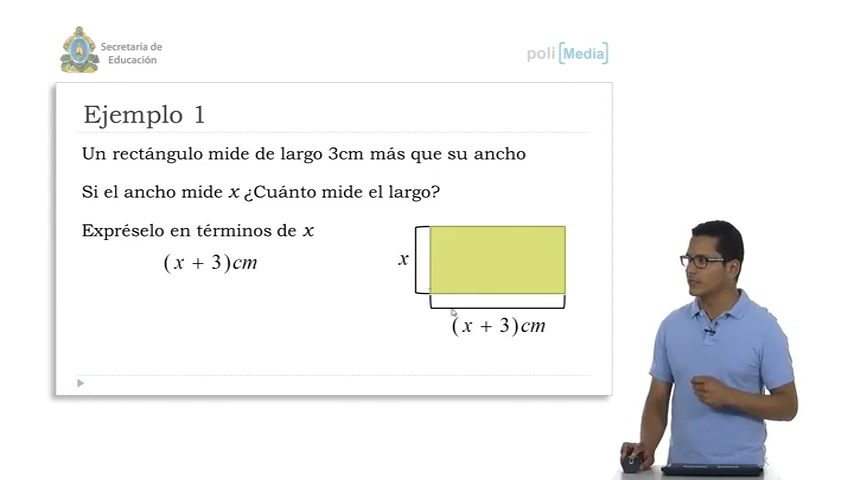 Secretaría de
Educación
poli [Media]
Ejemplo 1
Un rectángulo mide de largo 3cm más que su ancho
Si el ancho mide x ¿Cuánto mide el largo?
Expréselo en términos de x
(x + 3)cm
x
(x + 3)cm